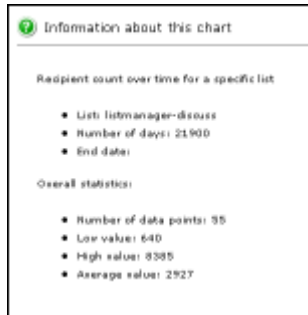 Information about this chart
Recipient count over time for a specific list
List: listmanager-discuss
Number of days: 21900
End date:
Overall statistics:
Number of data points: 55
Low value: 640
High value: 8385
Average value: 2927